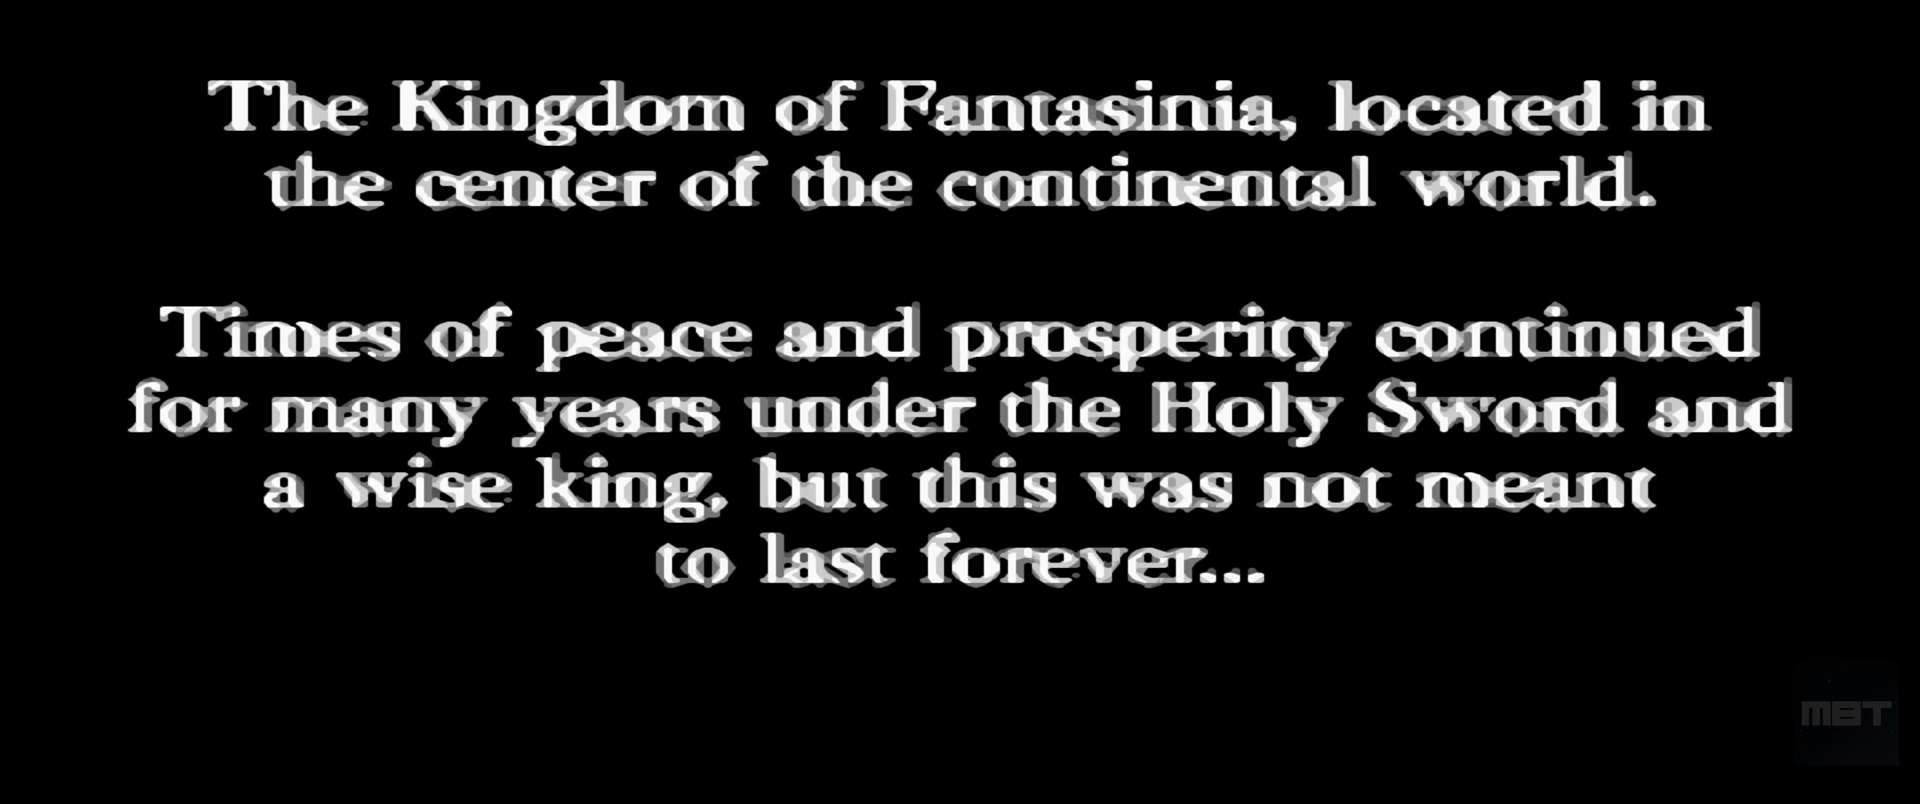 The Kingdom of Fantasinia, located in
the center of the continental world.
Times of peace and prosperity continued
for many years under the Holy Sword and
a wise king, but this was not meant
to last forever...
MBT